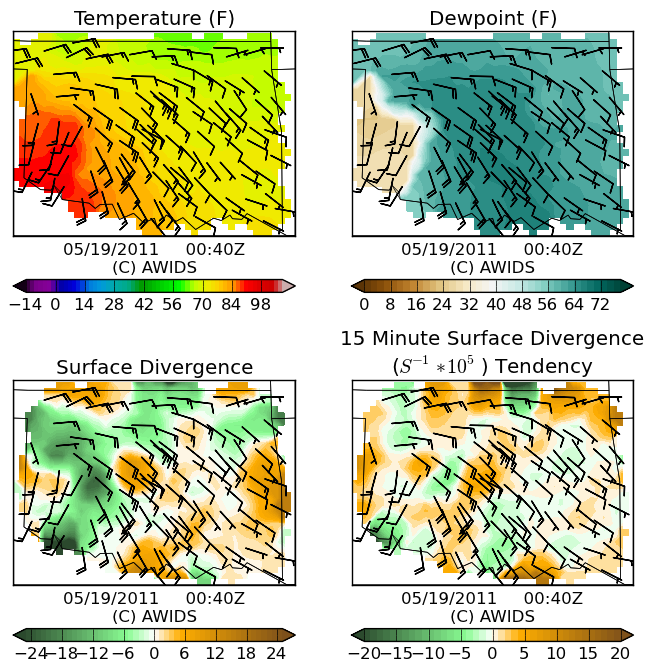 Temperature (F)
Dewpoint (F)
05/19/2011 00:40Z
(C) AWIDS
05/19/2011 00:40Z
(C) AWIDS
−14 0 14 28 42 56 70 84 98
0 8 16 24 32 40 48 56 64 72
Surface Divergence
15 Minute Surface Divergence
(S⁻¹ *10⁵ ) Tendency
05/19/2011 00:40Z
(C) AWIDS
05/19/2011 00:40Z
(C) AWIDS
−24 −18 −12 −6 0 6 12 18 24
−20 −15 −10 −5 0 5 10 15 20